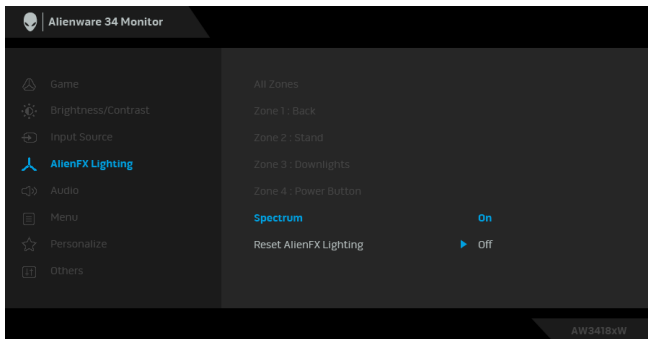 Alienware 34 Monitor
Game
All Zones
Brightness/Contrast
Zone 1 : Back
Input Source
Zone 2 : Stand
AlienFX Lighting
Zone 3 : Downlights
Audio
Zone 4 : Power Button
Menu
Spectrum On
Personalize
Reset AlienFX Lighting Off
Others
AW3418xW